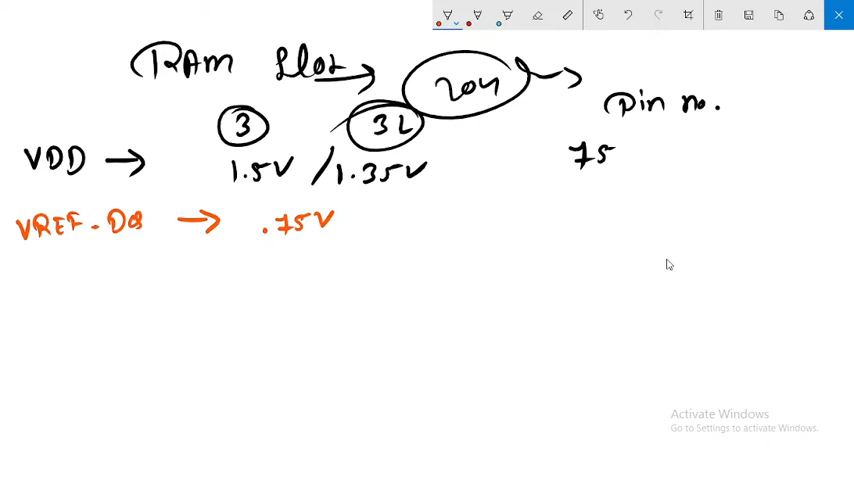 RAM Slot → 204 → Pin no.
3 3L
VDD → 1.5V / 1.35V 75
VREF-DQ → .75V
Activate Windows
Go to Settings to activate Windows.